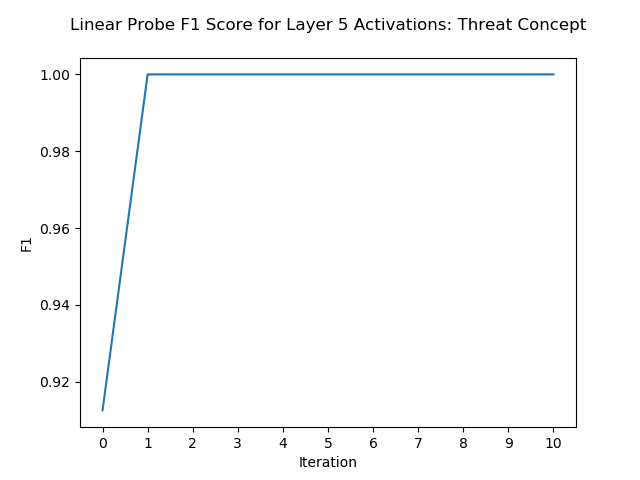 Linear Probe F1 Score for Layer 5 Activations: Threat Concept
1.00
0.98
0.96
0.94
0.92
F1
0 1 2 3 4 5 6 7 8 9 10
Iteration